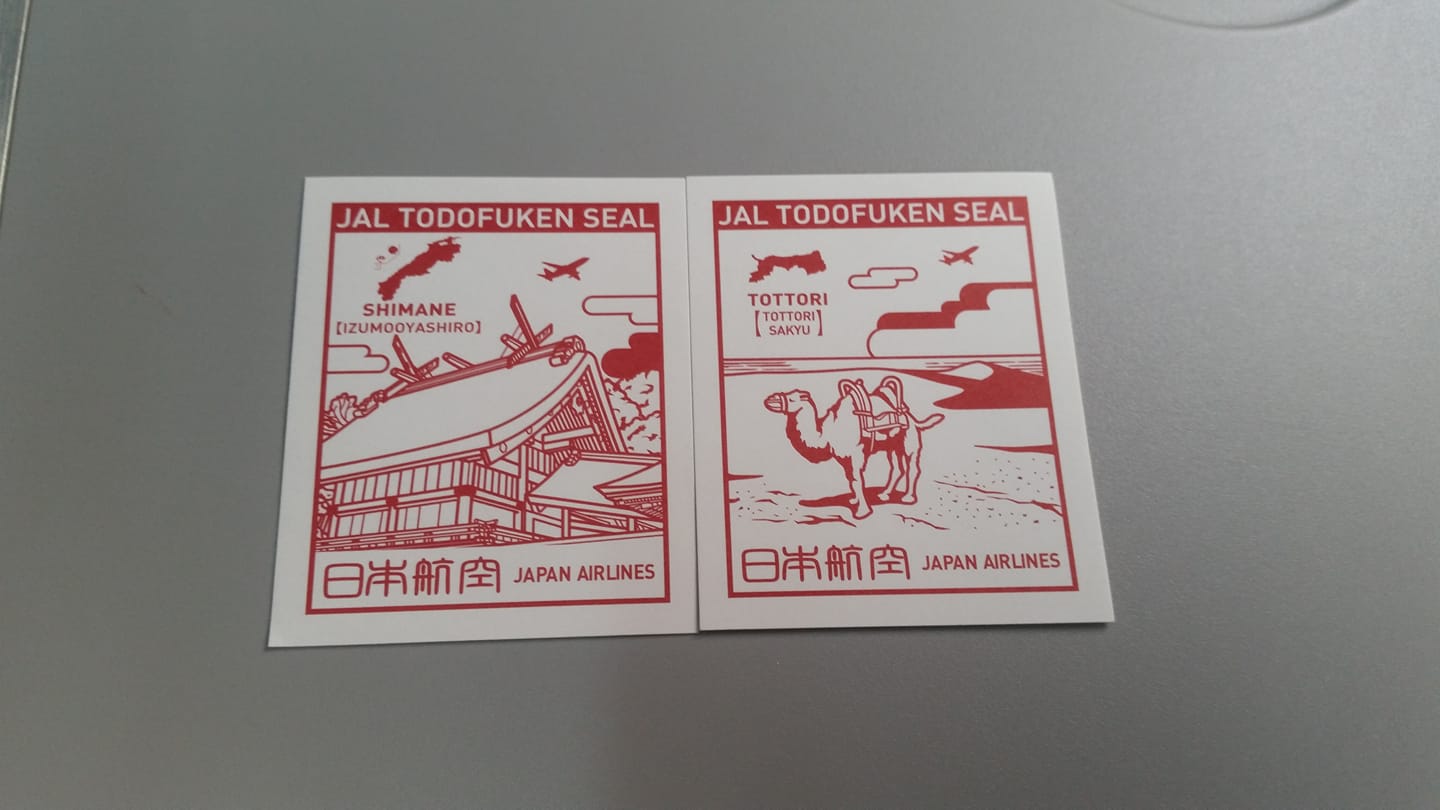 JAL TODOFUKEN SEAL
SHIMANE
【IZUMOOYASHIRO】
日本航空 JAPAN AIRLINES
JAL TODOFUKEN SEAL
TOTTORI
【TOTTORI
SAKYU】
日本航空 JAPAN AIRLINES